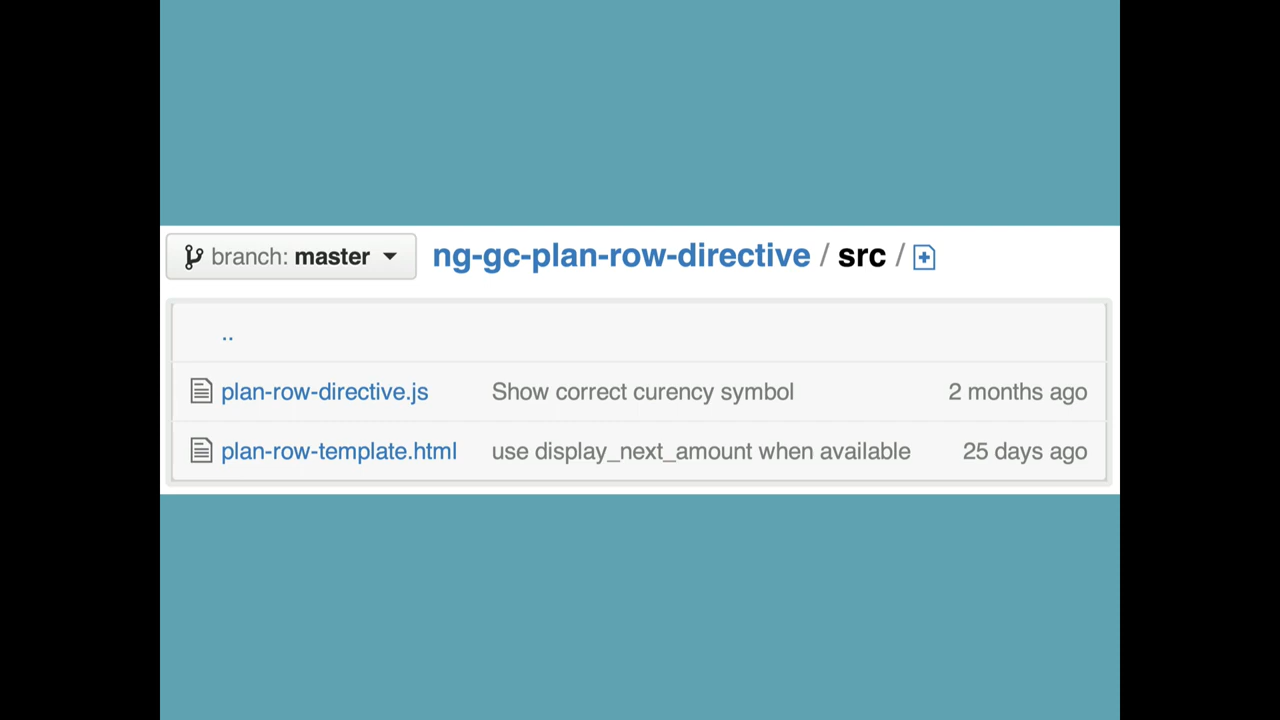 branch: master ng-gc-plan-row-directive / src /
..
plan-row-directive.js Show correct curency symbol 2 months ago
plan-row-template.html use display_next_amount when available 25 days ago